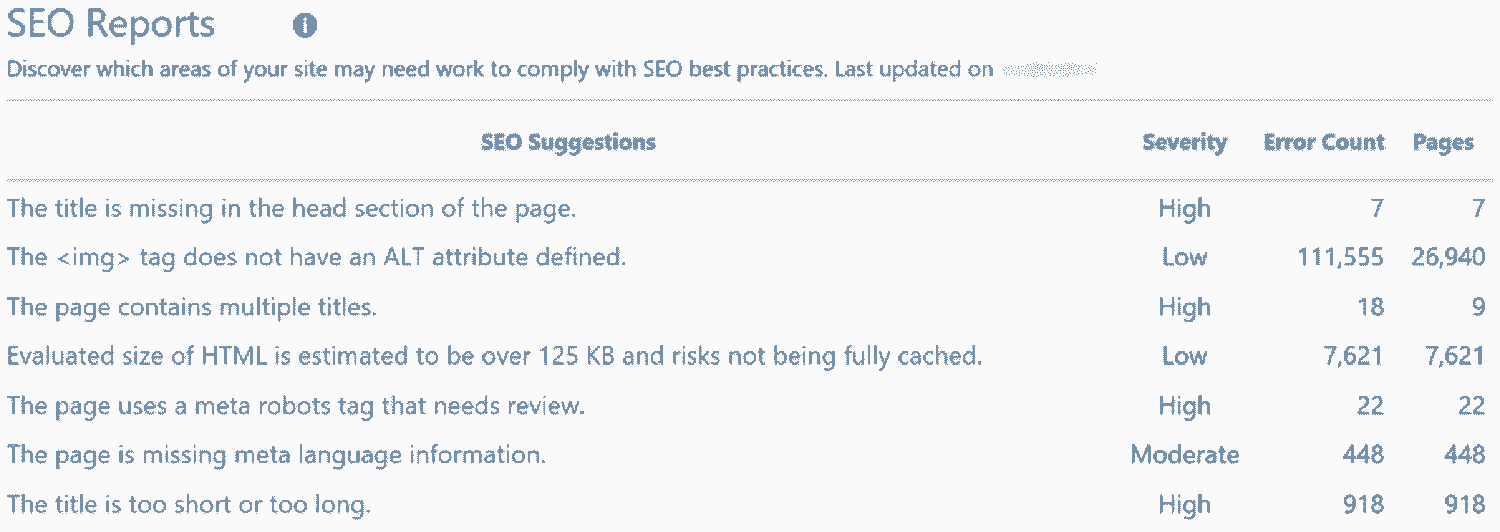 SEO Reports
Discover which areas of your site may need work to comply with SEO best practices. Last updated on
SEO Suggestions Severity Error Count Pages
The title is missing in the head section of the page. High 7 7
The <img> tag does not have an ALT attribute defined. Low 111,555 26,940
The page contains multiple titles. High 18 9
Evaluated size of HTML is estimated to be over 125 KB and risks not being fully cached. Low 7,621 7,621
The page uses a meta robots tag that needs review. High 22 22
The page is missing meta language information. Moderate 448 448
The title is too short or too long. High 918 918